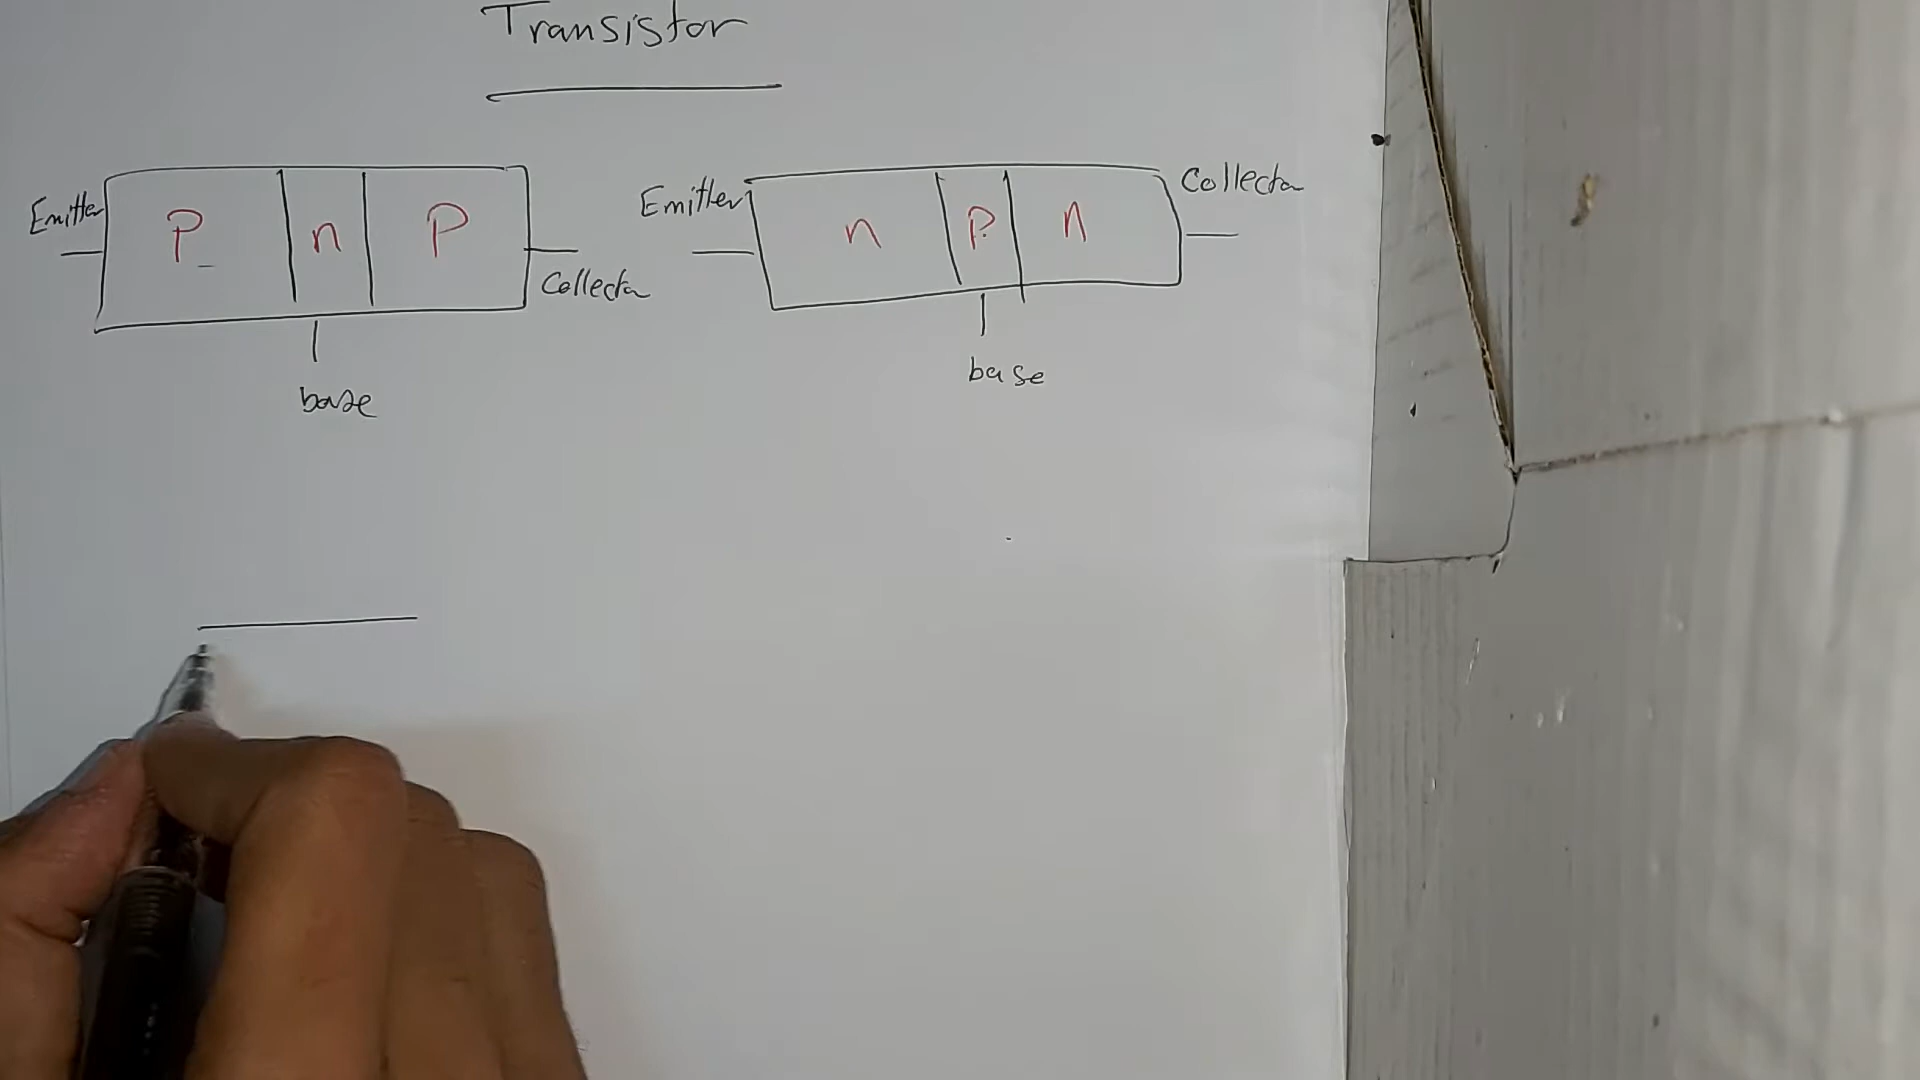 Transistor
Emitter P n P Collector
base
Emitter n P n Collector
base